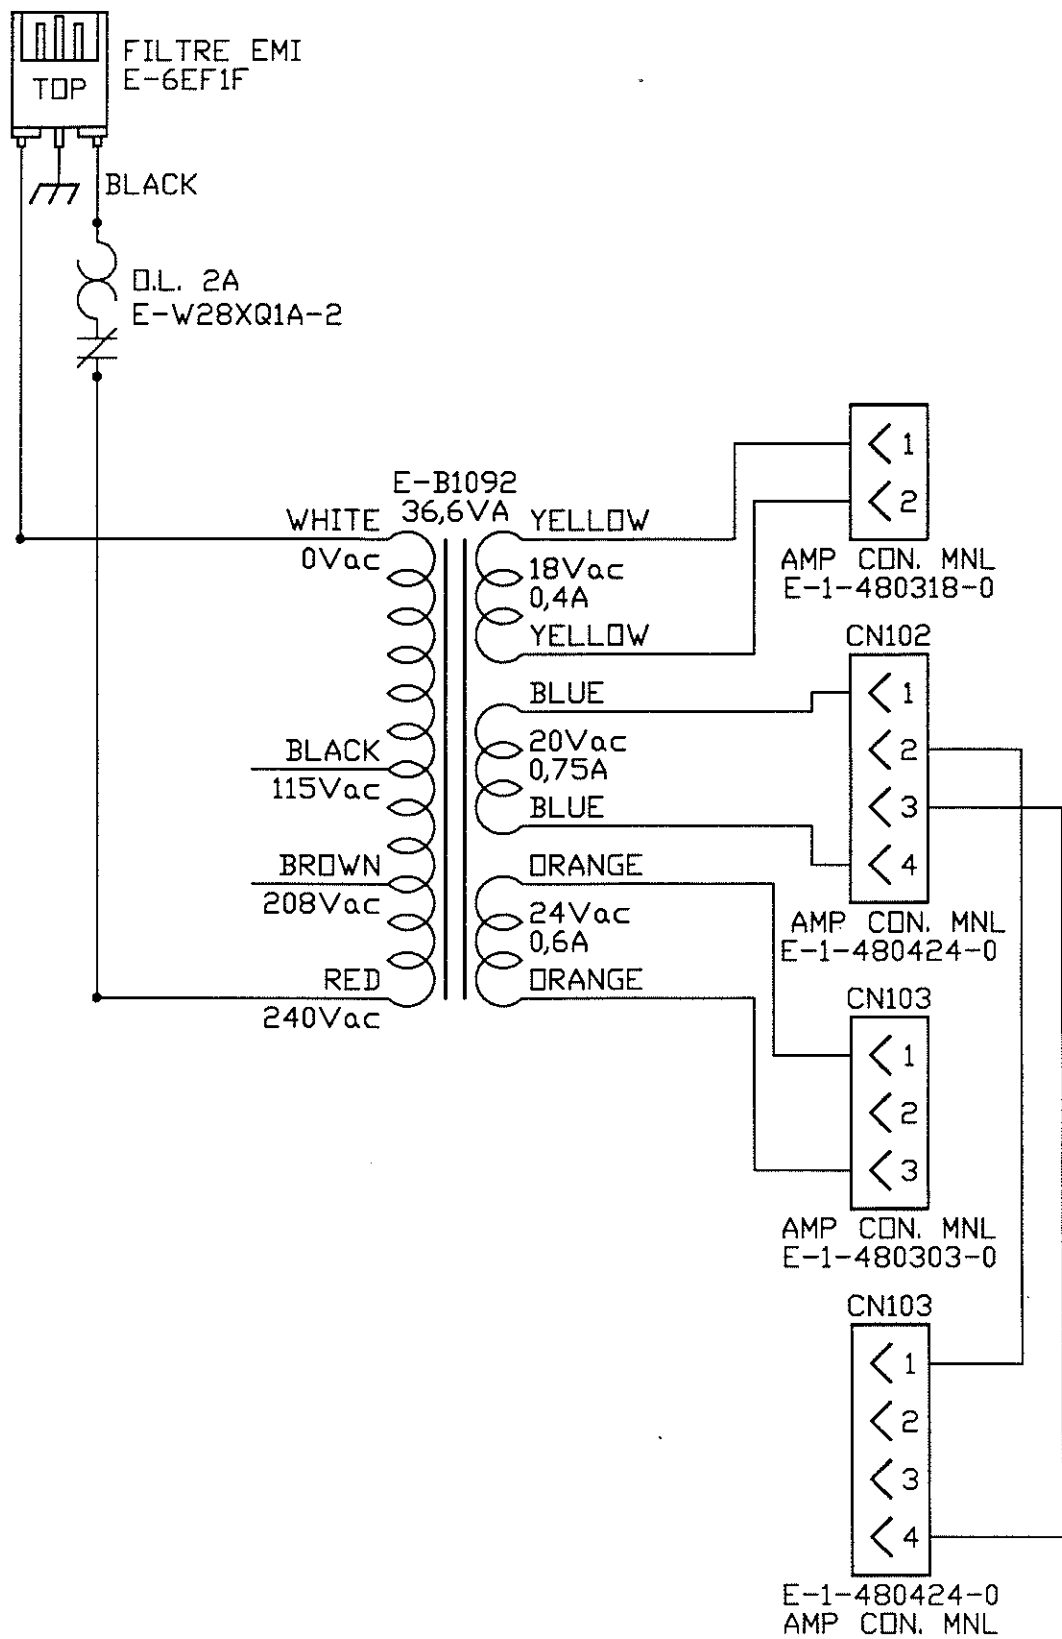 FILTRE EMI
E-6EF1F
TOP
BLACK
O.L. 2A
E-W28XQ1A-2
E-B1092
36,6VA
WHITE
0Vac
BLACK
115Vac
BROWN
208Vac
RED
240Vac
YELLOW
18Vac
0,4A
YELLOW
BLUE
20Vac
0,75A
BLUE
ORANGE
24Vac
0,6A
ORANGE
1
2
AMP CON. MNL
E-1-480318-0
CN102
1
2
3
4
AMP CON. MNL
E-1-480424-0
CN103
1
2
3
AMP CON. MNL
E-1-480303-0
CN103
1
2
3
4
E-1-480424-0
AMP CON. MNL